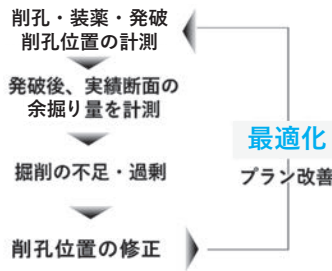 削孔・装薬・発破
削孔位置の計測
発破後、実績断面の
余掘り量を計測
掘削の不足・過剰
削孔位置の修正
最適化
プラン改善